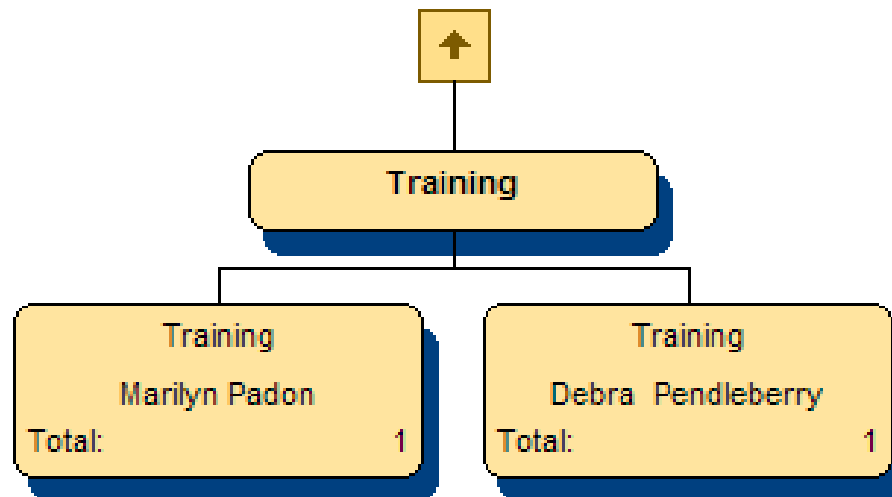 Training
Training
Marilyn Padon
Total: 1
Training
Debra Pendleberry
Total: 1